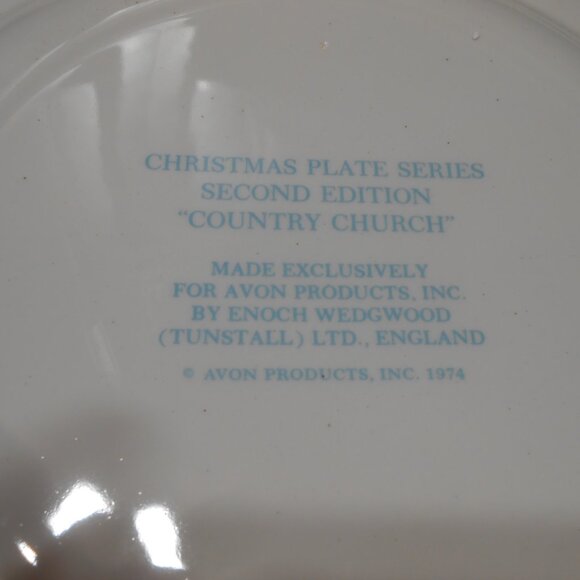 CHRISTMAS PLATE SERIES
SECOND EDITION
"COUNTRY CHURCH"
MADE EXCLUSIVELY
FOR AVON PRODUCTS, INC.
BY ENOCH WEDGWOOD
(TUNSTALL) LTD., ENGLAND
© AVON PRODUCTS, INC. 1974